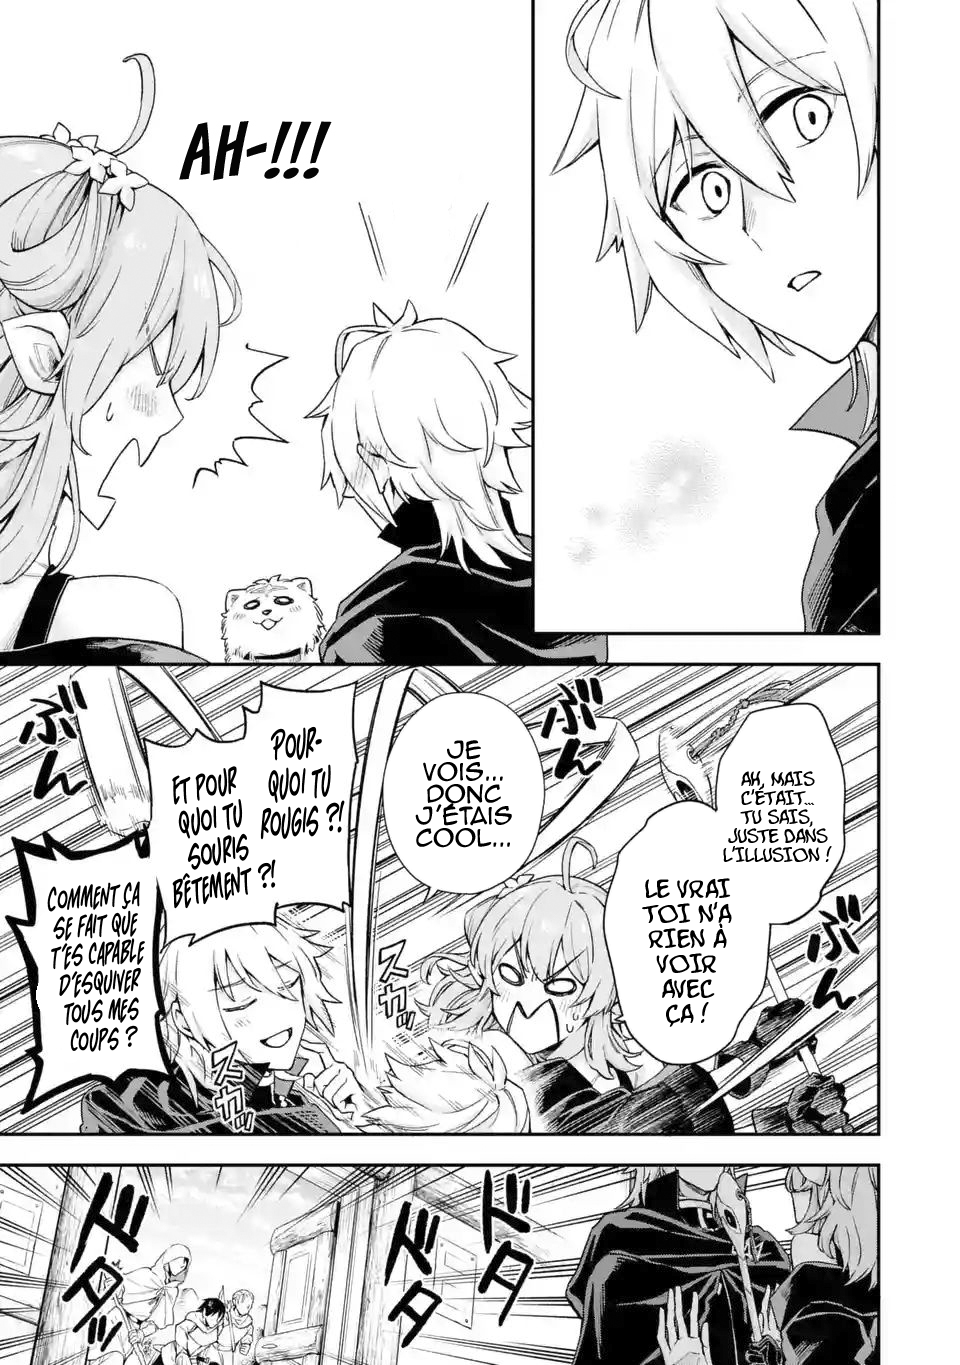 AH-!!!
AH, MAIS
C'ÉTAIT...
TU SAIS,
JUSTE DANS
L'ILLUSION !
LE VRAI
TOI N'A
RIEN À
VOIR
AVEC
ÇA !
JE
VOIS...
DONC
J'ÉTAIS
COOL...
POUR-
QUOI TU
ROUGIS ?!
ET POUR
QUOI TU
SOURIS
BÊTEMENT ?!
COMMENT ÇA
SE FAIT QUE
T'ES CAPABLE
D'ESQUIVER
TOUS MES
COUPS ?
ぶん
ぶん
ぶん
ぶん
スカッ
スカッ
ドタ
ドタ
ドタ
ドタ